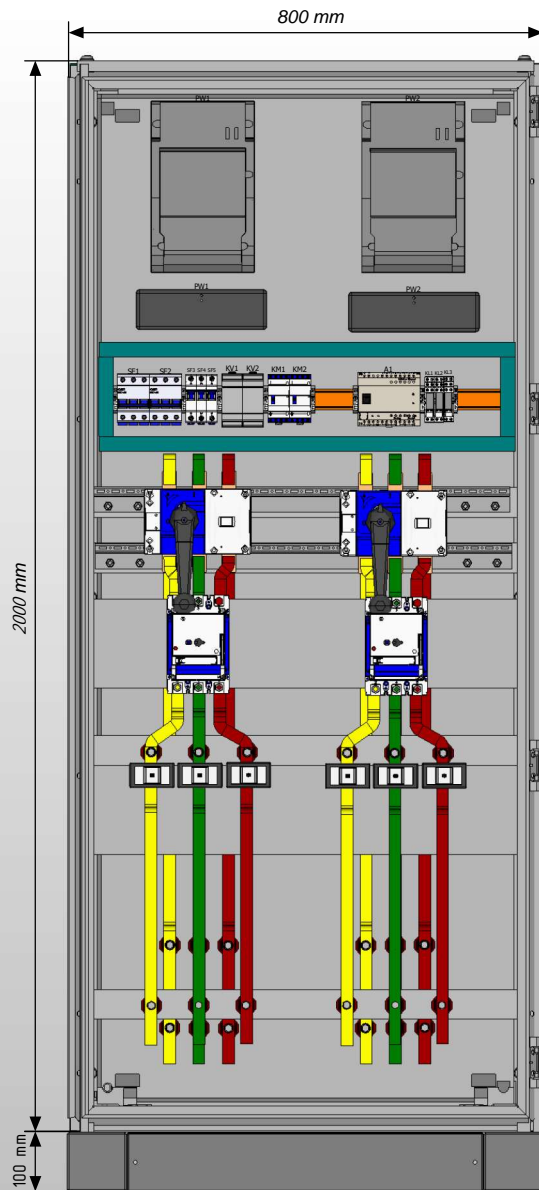 800 mm
PW1
PW2
PW1
PW2
SF1 SF2 SF3 SF4 SF5 KV1 KV2 KM1 KM2 A1 KL1 KL2 KL3
2000 mm
100 mm